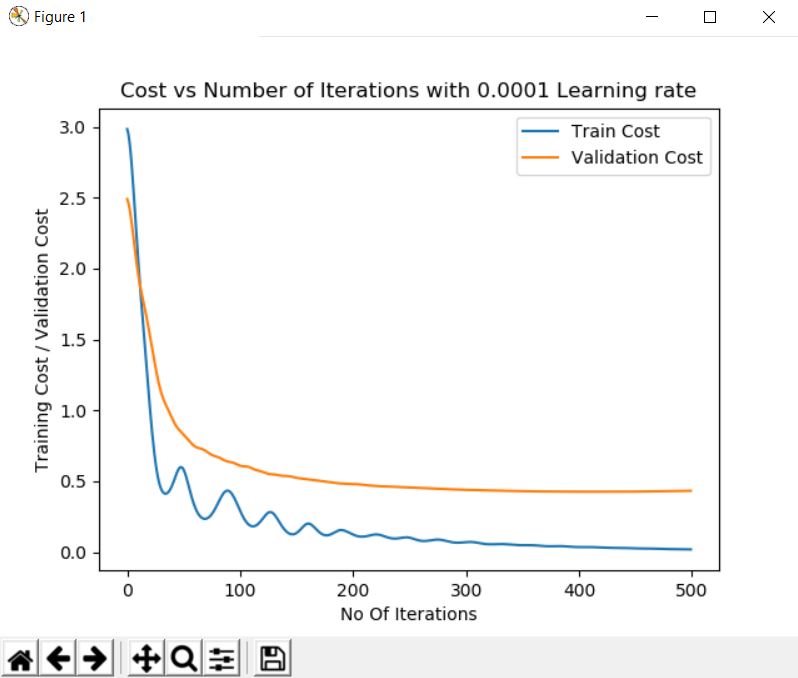 Figure 1
Cost vs Number of Iterations with 0.0001 Learning rate
Train Cost
Validation Cost
Training Cost / Validation Cost
3.0
2.5
2.0
1.5
1.0
0.5
0.0
0 100 200 300 400 500
No Of Iterations